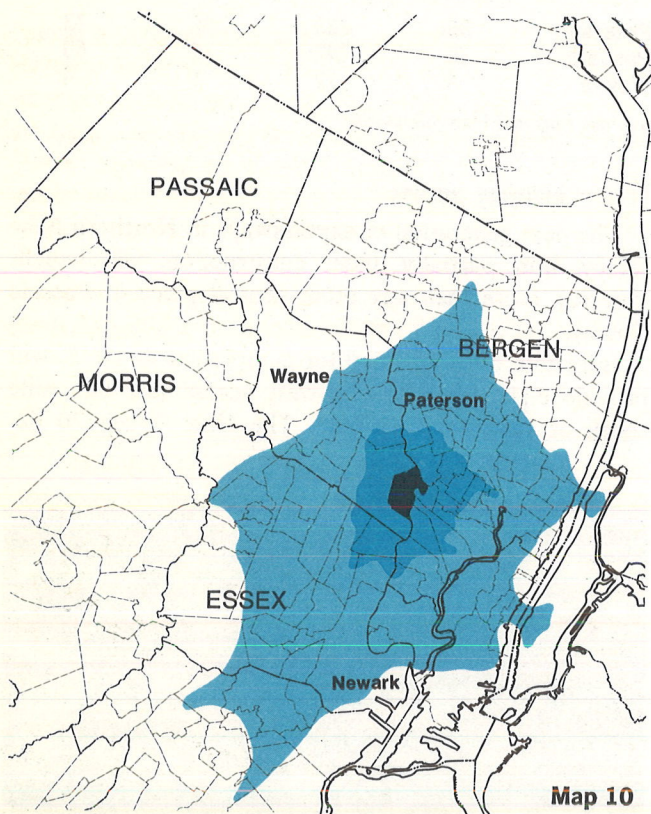 PASSAIC
BERGEN
MORRIS
Wayne
Paterson
ESSEX
Newark
Map 10